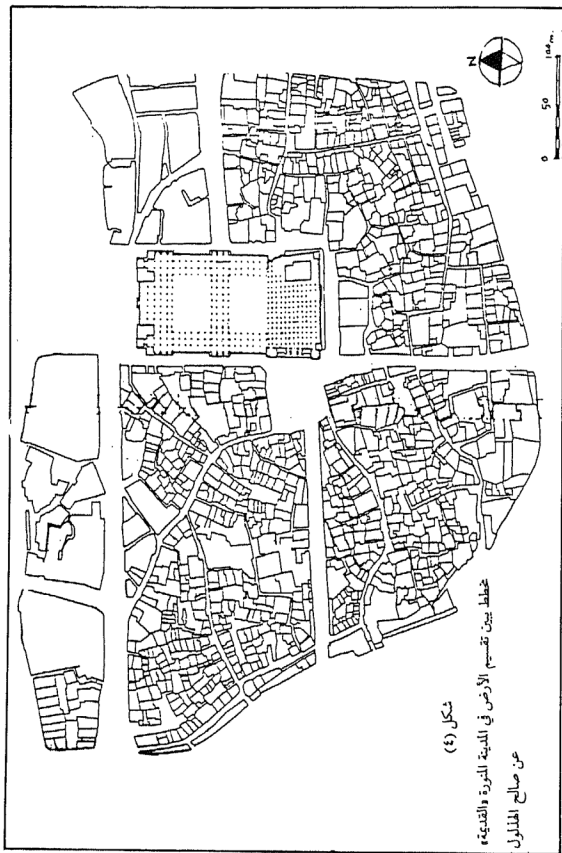 شكل (٤)
مخطط يبين تقسيم الأرض في المدينة المنورة «القديمة»
عن صالح الهذلول
N
0 50 100 m.